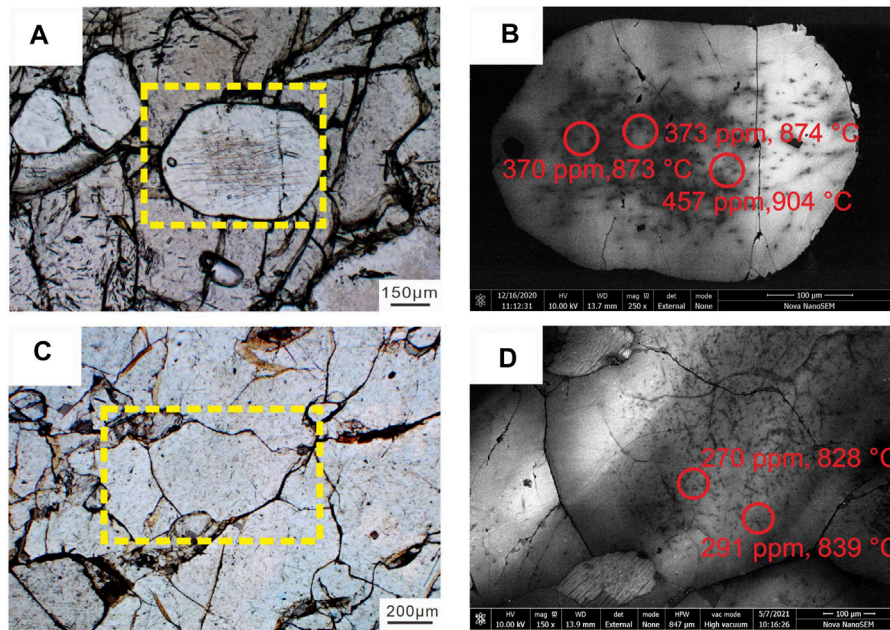 A
150μm
B
373 ppm, 874 °C
370 ppm,873 °C
457 ppm,904 °C
12/16/2020 HV WD mag det mode 100 µm
11:12:31 10.00 kV 13.7 mm 250 x External None Nova NanoSEM
C
200μm
D
270 ppm, 828 °C
291 ppm, 839 °C
HV mag WD det HFW vac mode 5/7/2021 100 µm
10.00 kV 150 x 13.9 mm External 847 µm High vacuum 10:16:26 Nova NanoSEM